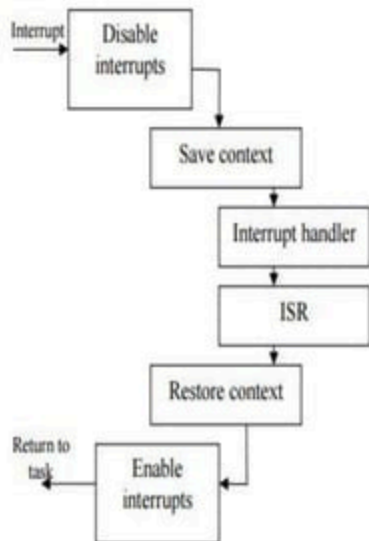 Interrupt
Disable
interrupts
Save context
Interrupt handler
ISR
Restore context
Return to
task
Enable
interrupts